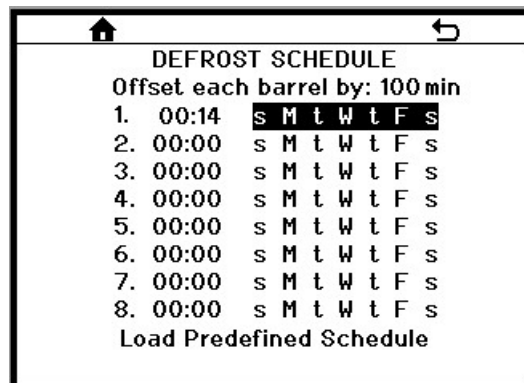 DEFROST SCHEDULE
Offset each barrel by: 100 min
1. 00:14 s M t W t F s
2. 00:00 s M t W t F s
3. 00:00 s M t W t F s
4. 00:00 s M t W t F s
5. 00:00 s M t W t F s
6. 00:00 s M t W t F s
7. 00:00 s M t W t F s
8. 00:00 s M t W t F s
Load Predefined Schedule